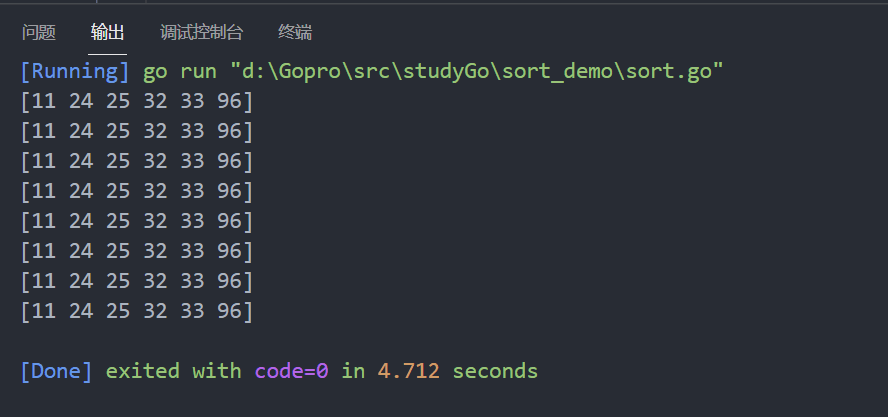 问题 输出 调试控制台 终端
[Running] go run "d:\Gopro\src\studyGo\sort_demo\sort.go"
[11 24 25 32 33 96]
[11 24 25 32 33 96]
[11 24 25 32 33 96]
[11 24 25 32 33 96]
[11 24 25 32 33 96]
[11 24 25 32 33 96]
[11 24 25 32 33 96]
[11 24 25 32 33 96]
[Done] exited with code=0 in 4.712 seconds